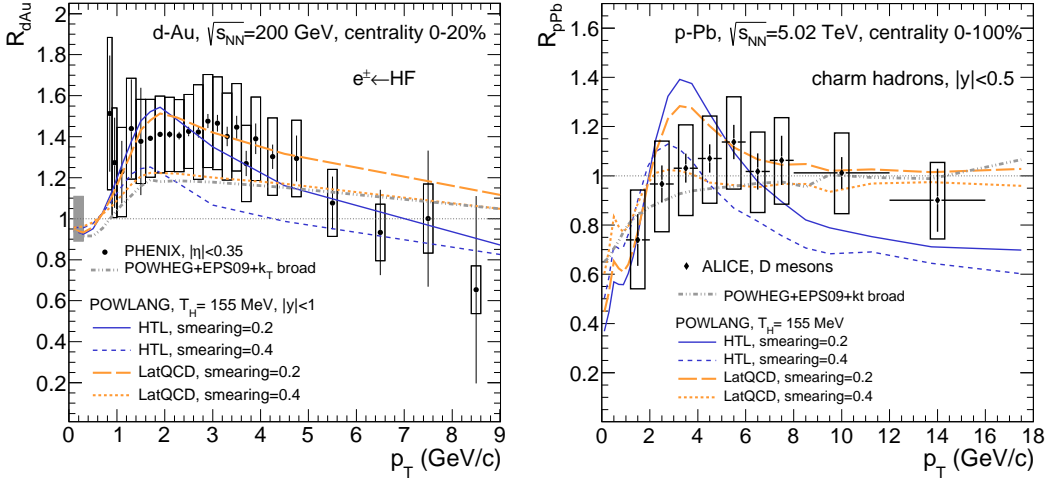 R_dAu
2
1.8
1.6
1.4
1.2
1
0.8
0.6
0.4
0.2
d-Au, √s_NN=200 GeV, centrality 0-20%
e±←HF
PHENIX, |η|<0.35
POWHEG+EPS09+k_T broad
POWLANG, T_H= 155 MeV, |y|<1
HTL, smearing=0.2
HTL, smearing=0.4
LatQCD, smearing=0.2
LatQCD, smearing=0.4
0 1 2 3 4 5 6 7 8 9
p_T (GeV/c)
R_pPb
1.6
1.4
1.2
1
0.8
0.6
0.4
0.2
p-Pb, √s_NN=5.02 TeV, centrality 0-100%
charm hadrons, |y|<0.5
ALICE, D mesons
POWHEG+EPS09+kt broad
POWLANG, T_H= 155 MeV
HTL, smearing=0.2
HTL, smearing=0.4
LatQCD, smearing=0.2
LatQCD, smearing=0.4
0 2 4 6 8 10 12 14 16 18
p_T (GeV/c)